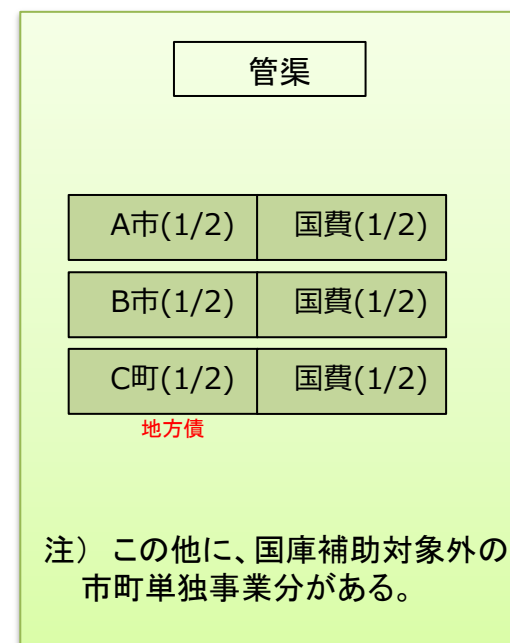 管渠
A市(1/2) 国費(1/2)
B市(1/2) 国費(1/2)
C町(1/2) 国費(1/2)
地方債
注） この他に、国庫補助対象外の
市町単独事業分がある。